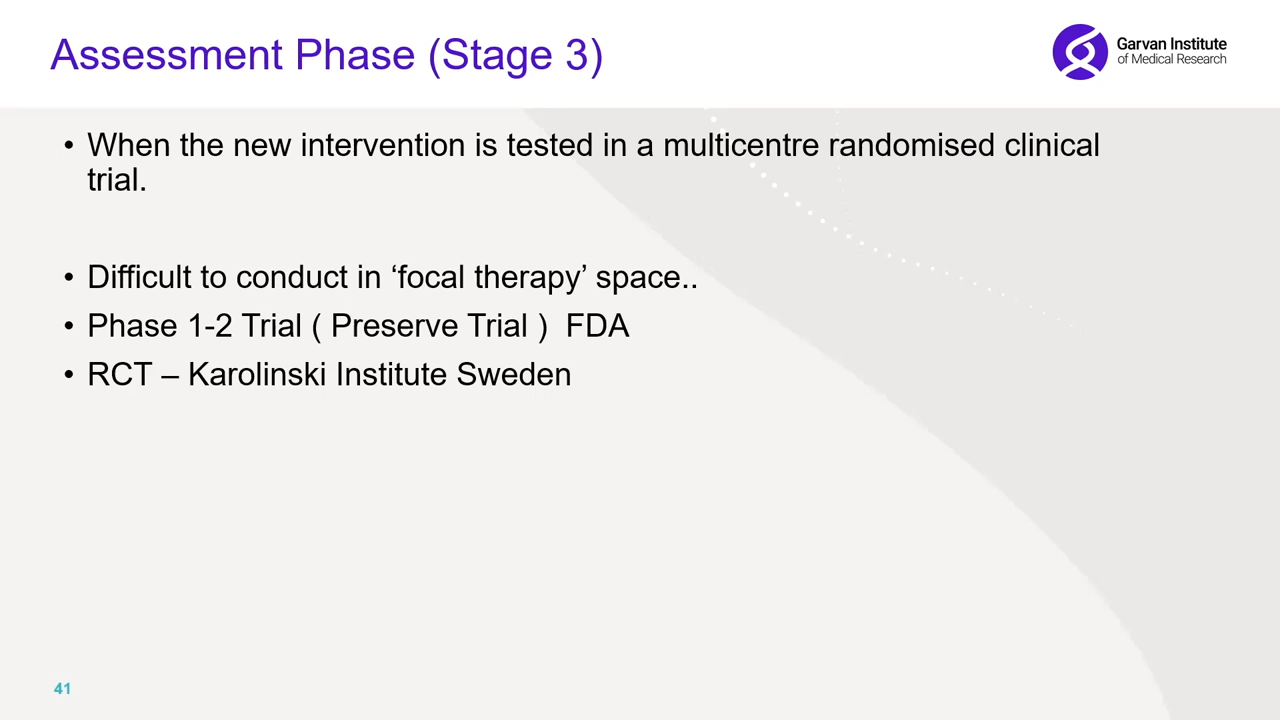 Assessment Phase (Stage 3)
Garvan Institute
of Medical Research
• When the new intervention is tested in a multicentre randomised clinical
trial.
• Difficult to conduct in ‘focal therapy’ space..
• Phase 1-2 Trial ( Preserve Trial )  FDA
• RCT – Karolinski Institute Sweden
41